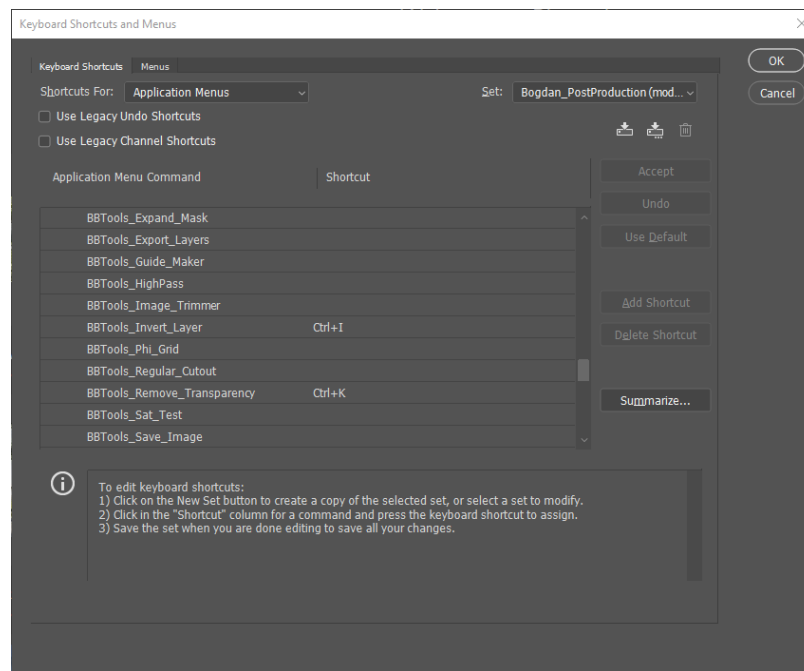 Keyboard Shortcuts and Menus
OK
Cancel
Keyboard Shortcuts Menus
Shortcuts For: Application Menus Set: Bogdan_PostProduction (mod...
Use Legacy Undo Shortcuts
Use Legacy Channel Shortcuts
Application Menu Command Shortcut
Accept
Undo
Use Default
Add Shortcut
Delete Shortcut
Summarize...
BBTools_Expand_Mask
BBTools_Export_Layers
BBTools_Guide_Maker
BBTools_HighPass
BBTools_Image_Trimmer
BBTools_Invert_Layer Ctrl+I
BBTools_Phi_Grid
BBTools_Regular_Cutout
BBTools_Remove_Transparency Ctrl+K
BBTools_Sat_Test
BBTools_Save_Image
To edit keyboard shortcuts:
1) Click on the New Set button to create a copy of the selected set, or select a set to modify.
2) Click in the "Shortcut" column for a command and press the keyboard shortcut to assign.
3) Save the set when you are done editing to save all your changes.